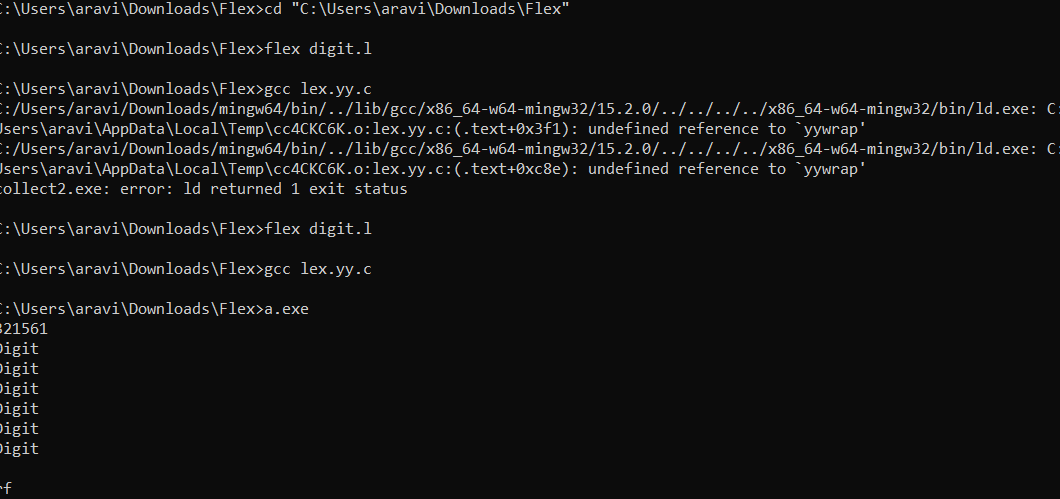 :\Users\aravi\Downloads\Flex>cd "C:\Users\aravi\Downloads\Flex"
:\Users\aravi\Downloads\Flex>flex digit.l
:\Users\aravi\Downloads\Flex>gcc lex.yy.c
C:/Users/aravi/Downloads/mingw64/bin/../lib/gcc/x86_64-w64-mingw32/15.2.0/../../../../x86_64-w64-mingw32/bin/ld.exe: C:
Users\aravi\AppData\Local\Temp\cc4CKC6K.o:lex.yy.c:(.text+0x3f1): undefined reference to `yywrap'
C:/Users/aravi/Downloads/mingw64/bin/../lib/gcc/x86_64-w64-mingw32/15.2.0/../../../../x86_64-w64-mingw32/bin/ld.exe: C:
Users\aravi\AppData\Local\Temp\cc4CKC6K.o:lex.yy.c:(.text+0xc8e): undefined reference to `yywrap'
collect2.exe: error: ld returned 1 exit status
:\Users\aravi\Downloads\Flex>flex digit.l
:\Users\aravi\Downloads\Flex>gcc lex.yy.c
:\Users\aravi\Downloads\Flex>a.exe
321561
Digit
Digit
Digit
Digit
Digit
Digit
rf